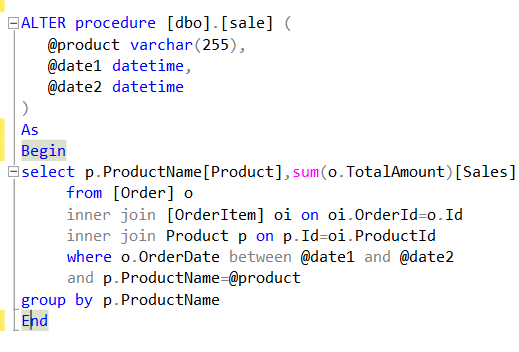 ALTER procedure [dbo].[sale] (
@product varchar(255),
@date1 datetime,
@date2 datetime
)
As
Begin
select p.ProductName[Product],sum(o.TotalAmount)[Sales]
from [Order] o
inner join [OrderItem] oi on oi.OrderId=o.Id
inner join Product p on p.Id=oi.ProductId
where o.OrderDate between @date1 and @date2
and p.ProductName=@product
group by p.ProductName
End